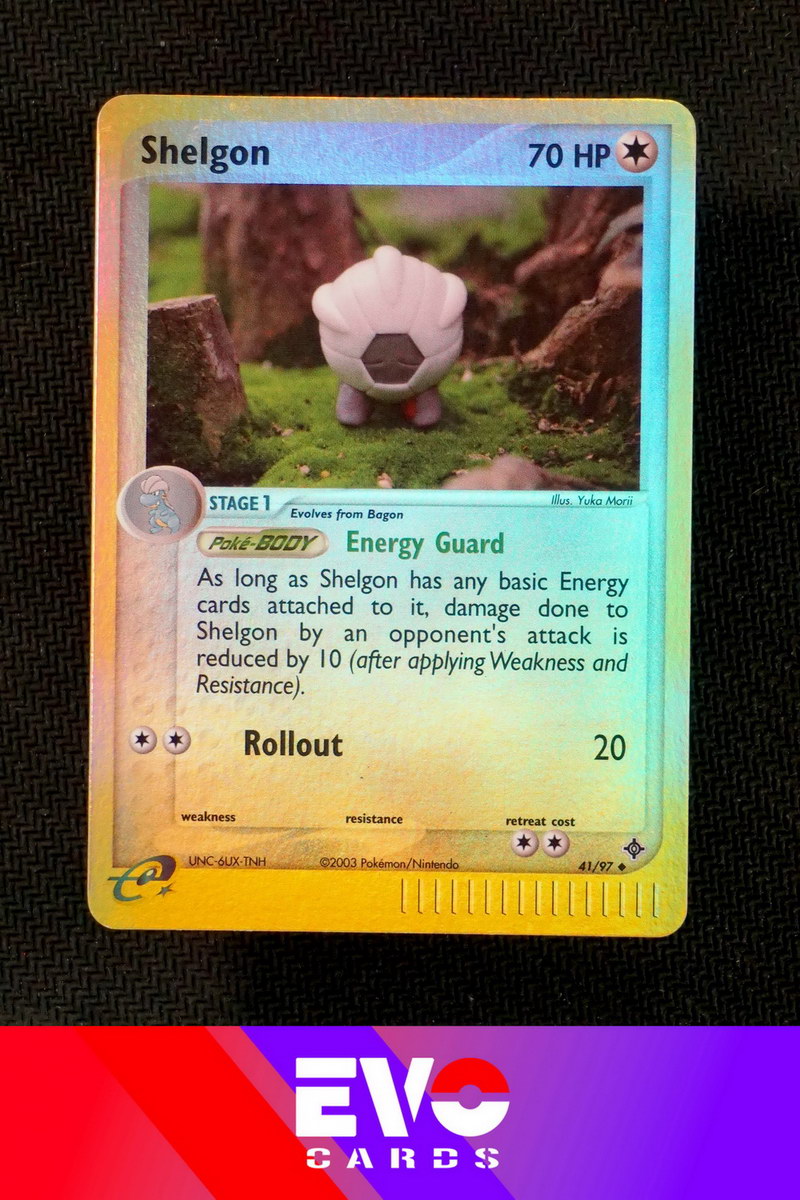 Shelgon 70 HP
STAGE 1
Evolves from Bagon
Illus. Yuka Morii
Poké-BODY Energy Guard
As long as Shelgon has any basic Energy
cards attached to it, damage done to
Shelgon by an opponent's attack is
reduced by 10 (after applying Weakness and
Resistance).
Rollout 20
weakness resistance retreat cost
UNC-6UX-TNH ©2003 Pokémon/Nintendo 41/97
e
EVO
CARDS